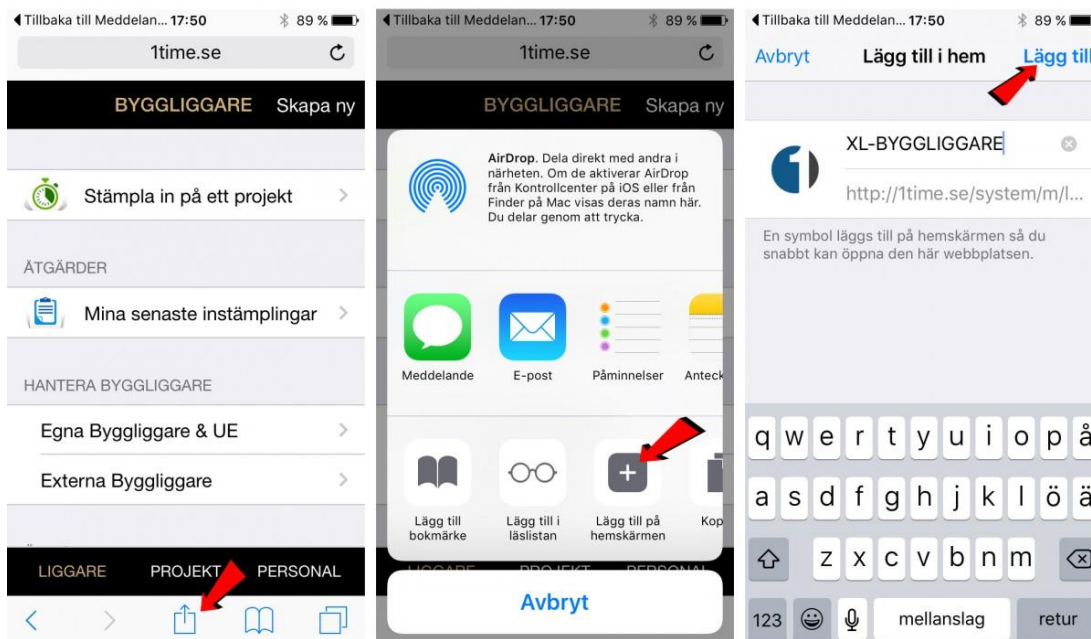 Tillbaka till Meddelan... 17:50 89 %
1time.se
BYGGLIGGARE Skapa ny
Stämpla in på ett projekt
ÅTGÄRDER
Mina senaste instämplingar
HANTERA BYGGLIGGARE
Egna Byggliggare & UE
Externa Byggliggare
LIGGARE PROJEKT PERSONAL
Tillbaka till Meddelan... 17:50 89 %
1time.se
BYGGLIGGARE Skapa ny
AirDrop. Dela direkt med andra i
närheten. Om de aktiverar AirDrop
från Kontrollcenter på iOS eller från
Finder på Mac visas deras namn här.
Du delar genom att trycka.
Meddelande E-post Påminnelser Anteck
Lägg till Lägg till i Lägg till på Kop
bokmärke läslistan hemskärmen
LIGGARE PROJEKT PERSONAL
Avbryt
Tillbaka till Meddelan... 17:50 89 %
Avbryt Lägg till i hem Lägg till
XL-BYGGLIGGARE
http://1time.se/system/m/l...
En symbol läggs till på hemskärmen så du
snabbt kan öppna den här webbplatsen.
q w e r t y u i o p å
a s d f g h j k l ö ä
z x c v b n m
123 mellanslag retur